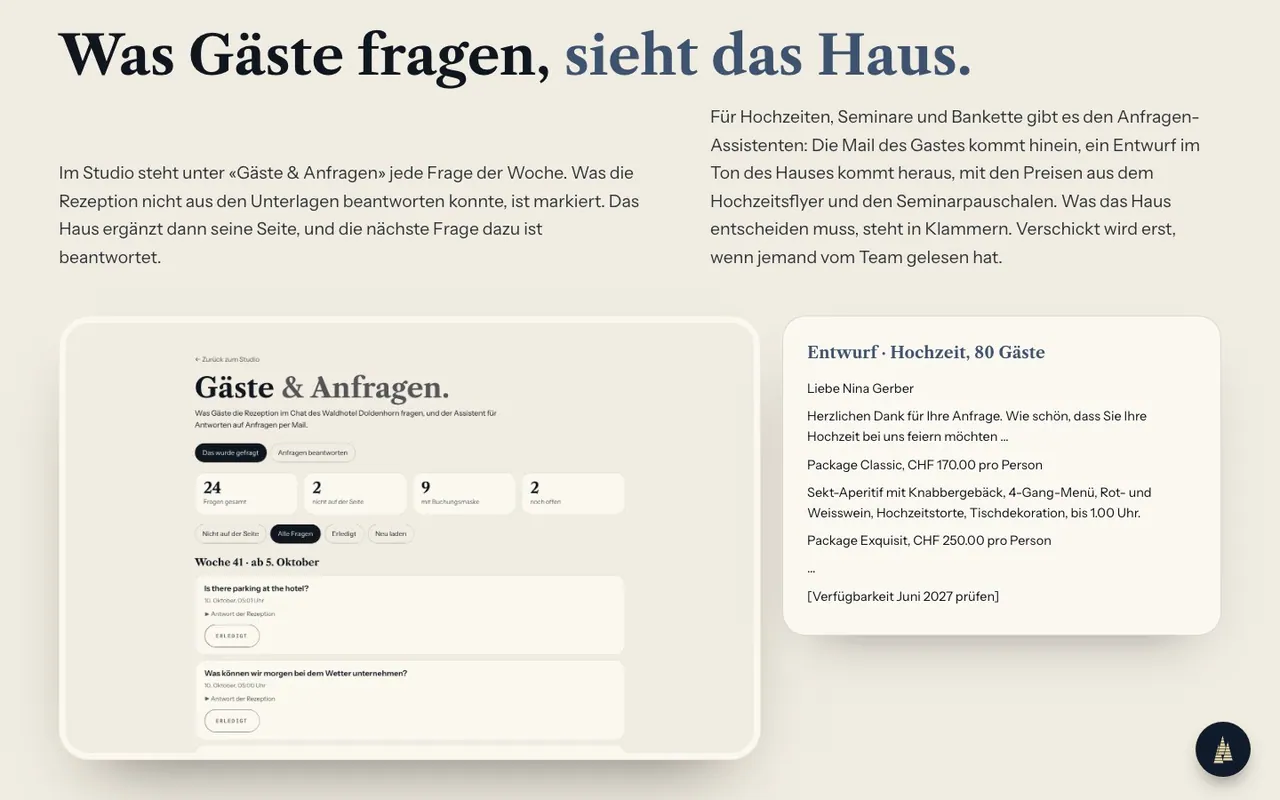 Was Gäste fragen, sieht das Haus.
Im Studio steht unter «Gäste & Anfragen» jede Frage der Woche. Was die
Rezeption nicht aus den Unterlagen beantworten konnte, ist markiert. Das
Haus ergänzt dann seine Seite, und die nächste Frage dazu ist
beantwortet.
Für Hochzeiten, Seminare und Bankette gibt es den Anfragen-
Assistenten: Die Mail des Gastes kommt hinein, ein Entwurf im
Ton des Hauses kommt heraus, mit den Preisen aus dem
Hochzeitsflyer und den Seminarpauschalen. Was das Haus
entscheiden muss, steht in Klammern. Verschickt wird erst,
wenn jemand vom Team gelesen hat.
← Zurück zum Studio
Gäste & Anfragen.
Was Gäste die Rezeption im Chat des Waldhotel Doldenhorn fragen, und der Assistent für
Antworten auf Anfragen per Mail.
Das wurde gefragt
Anfragen beantworten
24
Fragen gesamt
2
nicht auf der Seite
9
mit Buchungsmaske
2
noch offen
Nicht auf der Seite
Alle Fragen
Erledigt
Neu laden
Woche 41 · ab 5. Oktober
Is there parking at the hotel?
10. Oktober, 05:01 Uhr
► Antwort der Rezeption
ERLEDIGT
Was können wir morgen bei dem Wetter unternehmen?
10. Oktober, 05:00 Uhr
► Antwort der Rezeption
ERLEDIGT
Entwurf · Hochzeit, 80 Gäste
Liebe Nina Gerber
Herzlichen Dank für Ihre Anfrage. Wie schön, dass Sie Ihre
Hochzeit bei uns feiern möchten ...
Package Classic, CHF 170.00 pro Person
Sekt-Aperitif mit Knabbergebäck, 4-Gang-Menü, Rot- und
Weisswein, Hochzeitstorte, Tischdekoration, bis 1.00 Uhr.
Package Exquisit, CHF 250.00 pro Person
...
[Verfügbarkeit Juni 2027 prüfen]